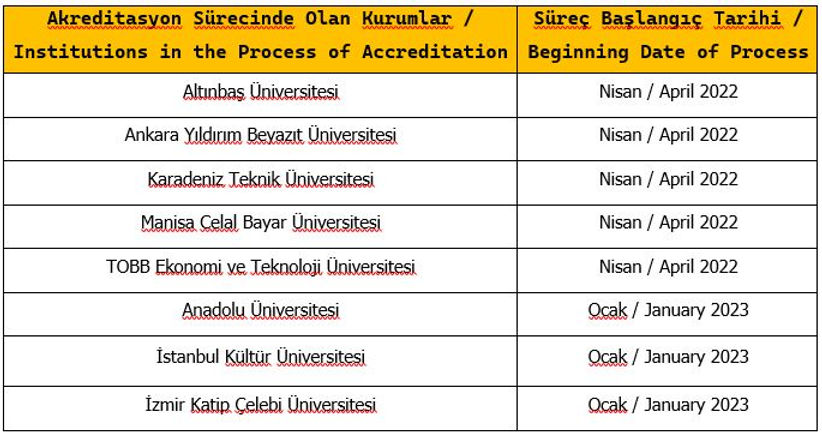 Akreditasyon Sürecinde Olan Kurumlar /
Institutions in the Process of Accreditation
Süreç Başlangıç Tarihi /
Beginning Date of Process
Altınbaş Üniversitesi
Nisan / April 2022
Ankara Yıldırım Beyazıt Üniversitesi
Nisan / April 2022
Karadeniz Teknik Üniversitesi
Nisan / April 2022
Manisa Celal Bayar Üniversitesi
Nisan / April 2022
TOBB Ekonomi ve Teknoloji Üniversitesi
Nisan / April 2022
Anadolu Üniversitesi
Ocak / January 2023
İstanbul Kültür Üniversitesi
Ocak / January 2023
İzmir Katip Çelebi Üniversitesi
Ocak / January 2023